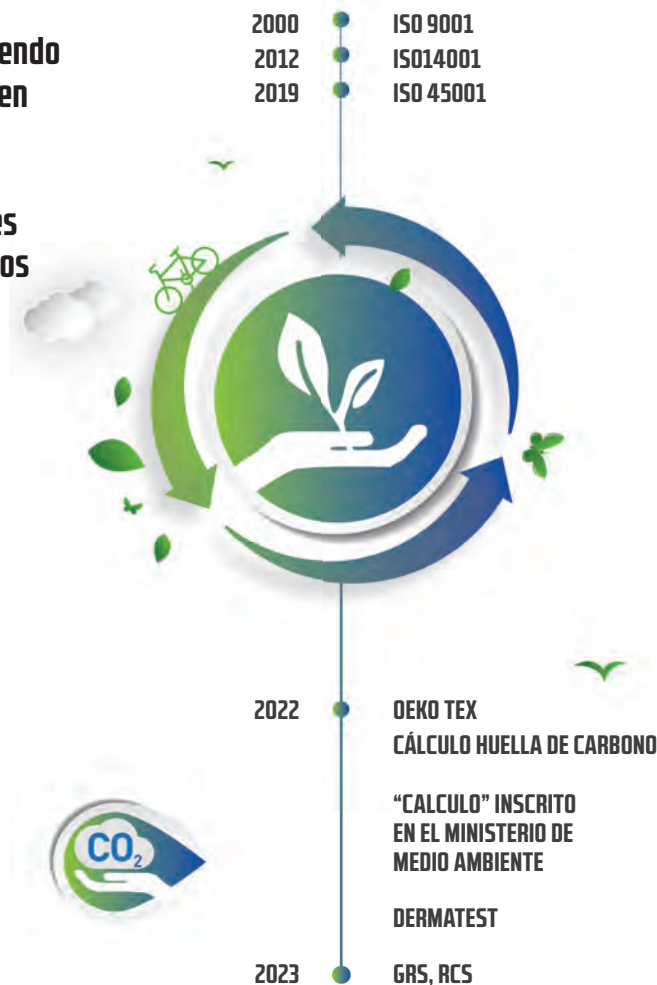 endo
en
es
os
2000 ISO 9001
2012 ISO14001
2019 ISO 45001
2022 OEKO TEX
CÁLCULO HUELLA DE CARBONO
“CALCULO” INSCRITO
EN EL MINISTERIO DE
MEDIO AMBIENTE
CO₂
DERMATEST
2023 GRS, RCS